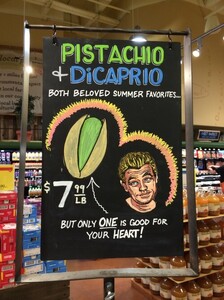 PISTACHIO
+ DiCAPRIO
BOTH BELOVED SUMMER FAVORITES...
$7.99
LB
BUT ONLY ONE IS GOOD FOR
YOUR HEART!